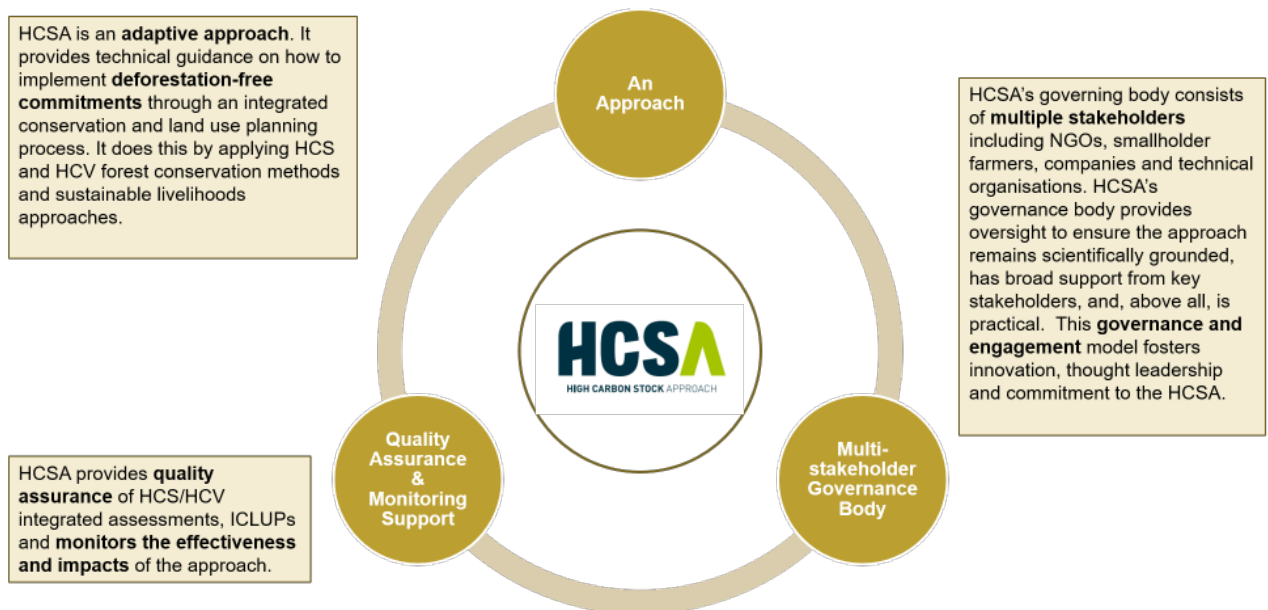 HCSA is an adaptive approach. It
provides technical guidance on how to
implement deforestation-free
commitments through an integrated
conservation and land use planning
process. It does this by applying HCS
and HCV forest conservation methods
and sustainable livelihoods
approaches.
An
Approach
HCSA’s governing body consists
of multiple stakeholders
including NGOs, smallholder
farmers, companies and technical
organisations. HCSA’s
governance body provides
oversight to ensure the approach
remains scientifically grounded,
has broad support from key
stakeholders, and, above all, is
practical.  This governance and
engagement model fosters
innovation, thought leadership
and commitment to the HCSA.
HCSA
HIGH CARBON STOCK APPROACH
HCSA provides quality
assurance of HCS/HCV
integrated assessments, ICLUPs
and monitors the effectiveness
and impacts of the approach.
Quality
Assurance
&
Monitoring
Support
Multi-
stakeholder
Governance
Body